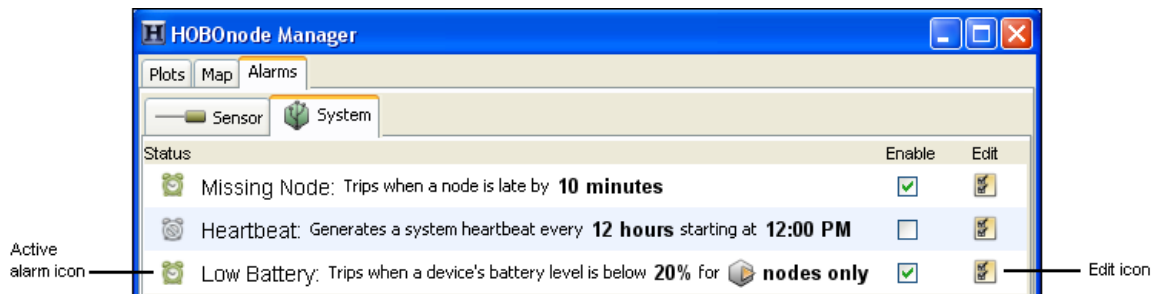 HOBOnode Manager
Plots Map Alarms
Sensor System
Status Enable Edit
Missing Node: Trips when a node is late by 10 minutes
Heartbeat: Generates a system heartbeat every 12 hours starting at 12:00 PM
Active
alarm icon
Low Battery: Trips when a device's battery level is below 20% for nodes only
Edit icon